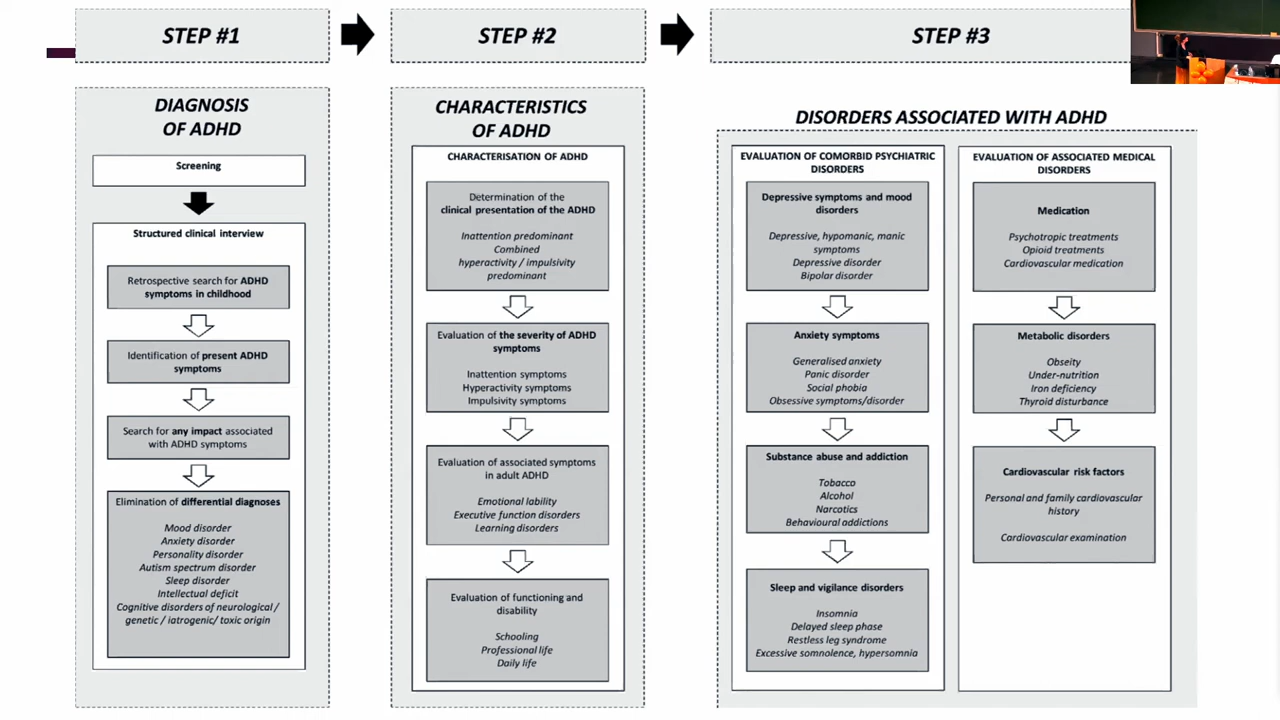 STEP #1
STEP #2
STEP #3
DIAGNOSIS
OF ADHD
Screening
Structured clinical interview
Retrospective search for ADHD
symptoms in childhood
Identification of present ADHD
symptoms
Search for any impact associated
with ADHD symptoms
Elimination of differential diagnoses
Mood disorder
Anxiety disorder
Personality disorder
Autism spectrum disorder
Sleep disorder
Intellectual deficit
Cognitive disorders of neurological /
genetic / iatrogenic/ toxic origin
CHARACTERISTICS
OF ADHD
CHARACTERISATION OF ADHD
Determination of the
clinical presentation of the ADHD
Inattention predominant
Combined
hyperactivity / impulsivity
predominant
Evaluation of the severity of ADHD
symptoms
Inattention symptoms
Hyperactivity symptoms
Impulsivity symptoms
Evaluation of associated symptoms
in adult ADHD
Emotional lability
Executive function disorders
Learning disorders
Evaluation of functioning and
disability
Schooling
Professional life
Daily life
DISORDERS ASSOCIATED WITH ADHD
EVALUATION OF COMORBID PSYCHIATRIC
DISORDERS
Depressive symptoms and mood
disorders
Depressive, hypomanic, manic
symptoms
Depressive disorder
Bipolar disorder
Anxiety symptoms
Generalised anxiety
Panic disorder
Social phobia
Obsessive symptoms/disorder
Substance abuse and addiction
Tobacco
Alcohol
Narcotics
Behavioural addictions
Sleep and vigilance disorders
Insomnia
Delayed sleep phase
Restless leg syndrome
Excessive somnolence, hypersomnia
EVALUATION OF ASSOCIATED MEDICAL
DISORDERS
Medication
Psychotropic treatments
Opioid treatments
Cardiovascular medication
Metabolic disorders
Obseity
Under-nutrition
Iron deficiency
Thyroid disturbance
Cardiovascular risk factors
Personal and family cardiovascular
history
Cardiovascular examination